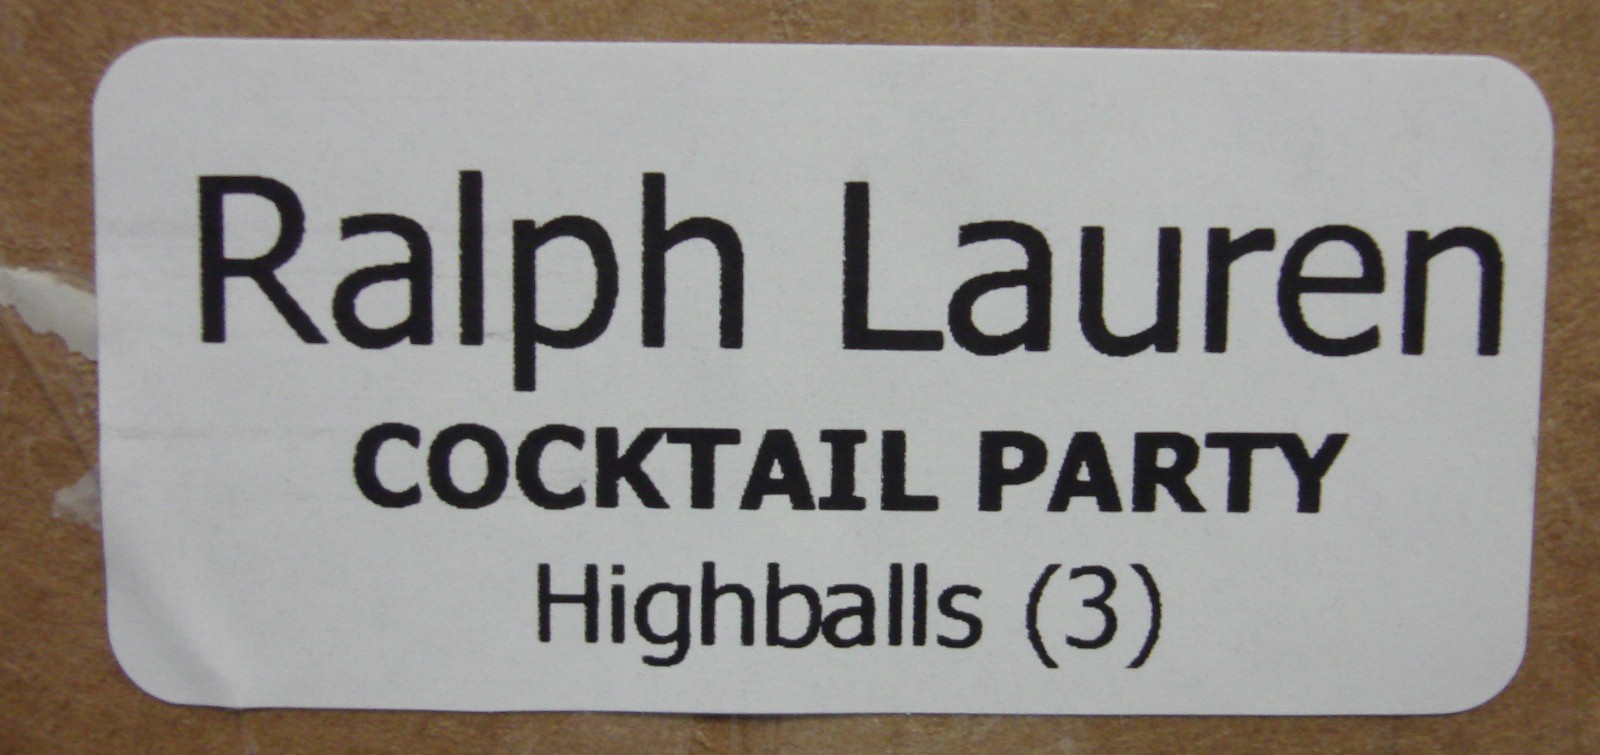 Ralph Lauren
COCKTAIL PARTY
Highballs (3)